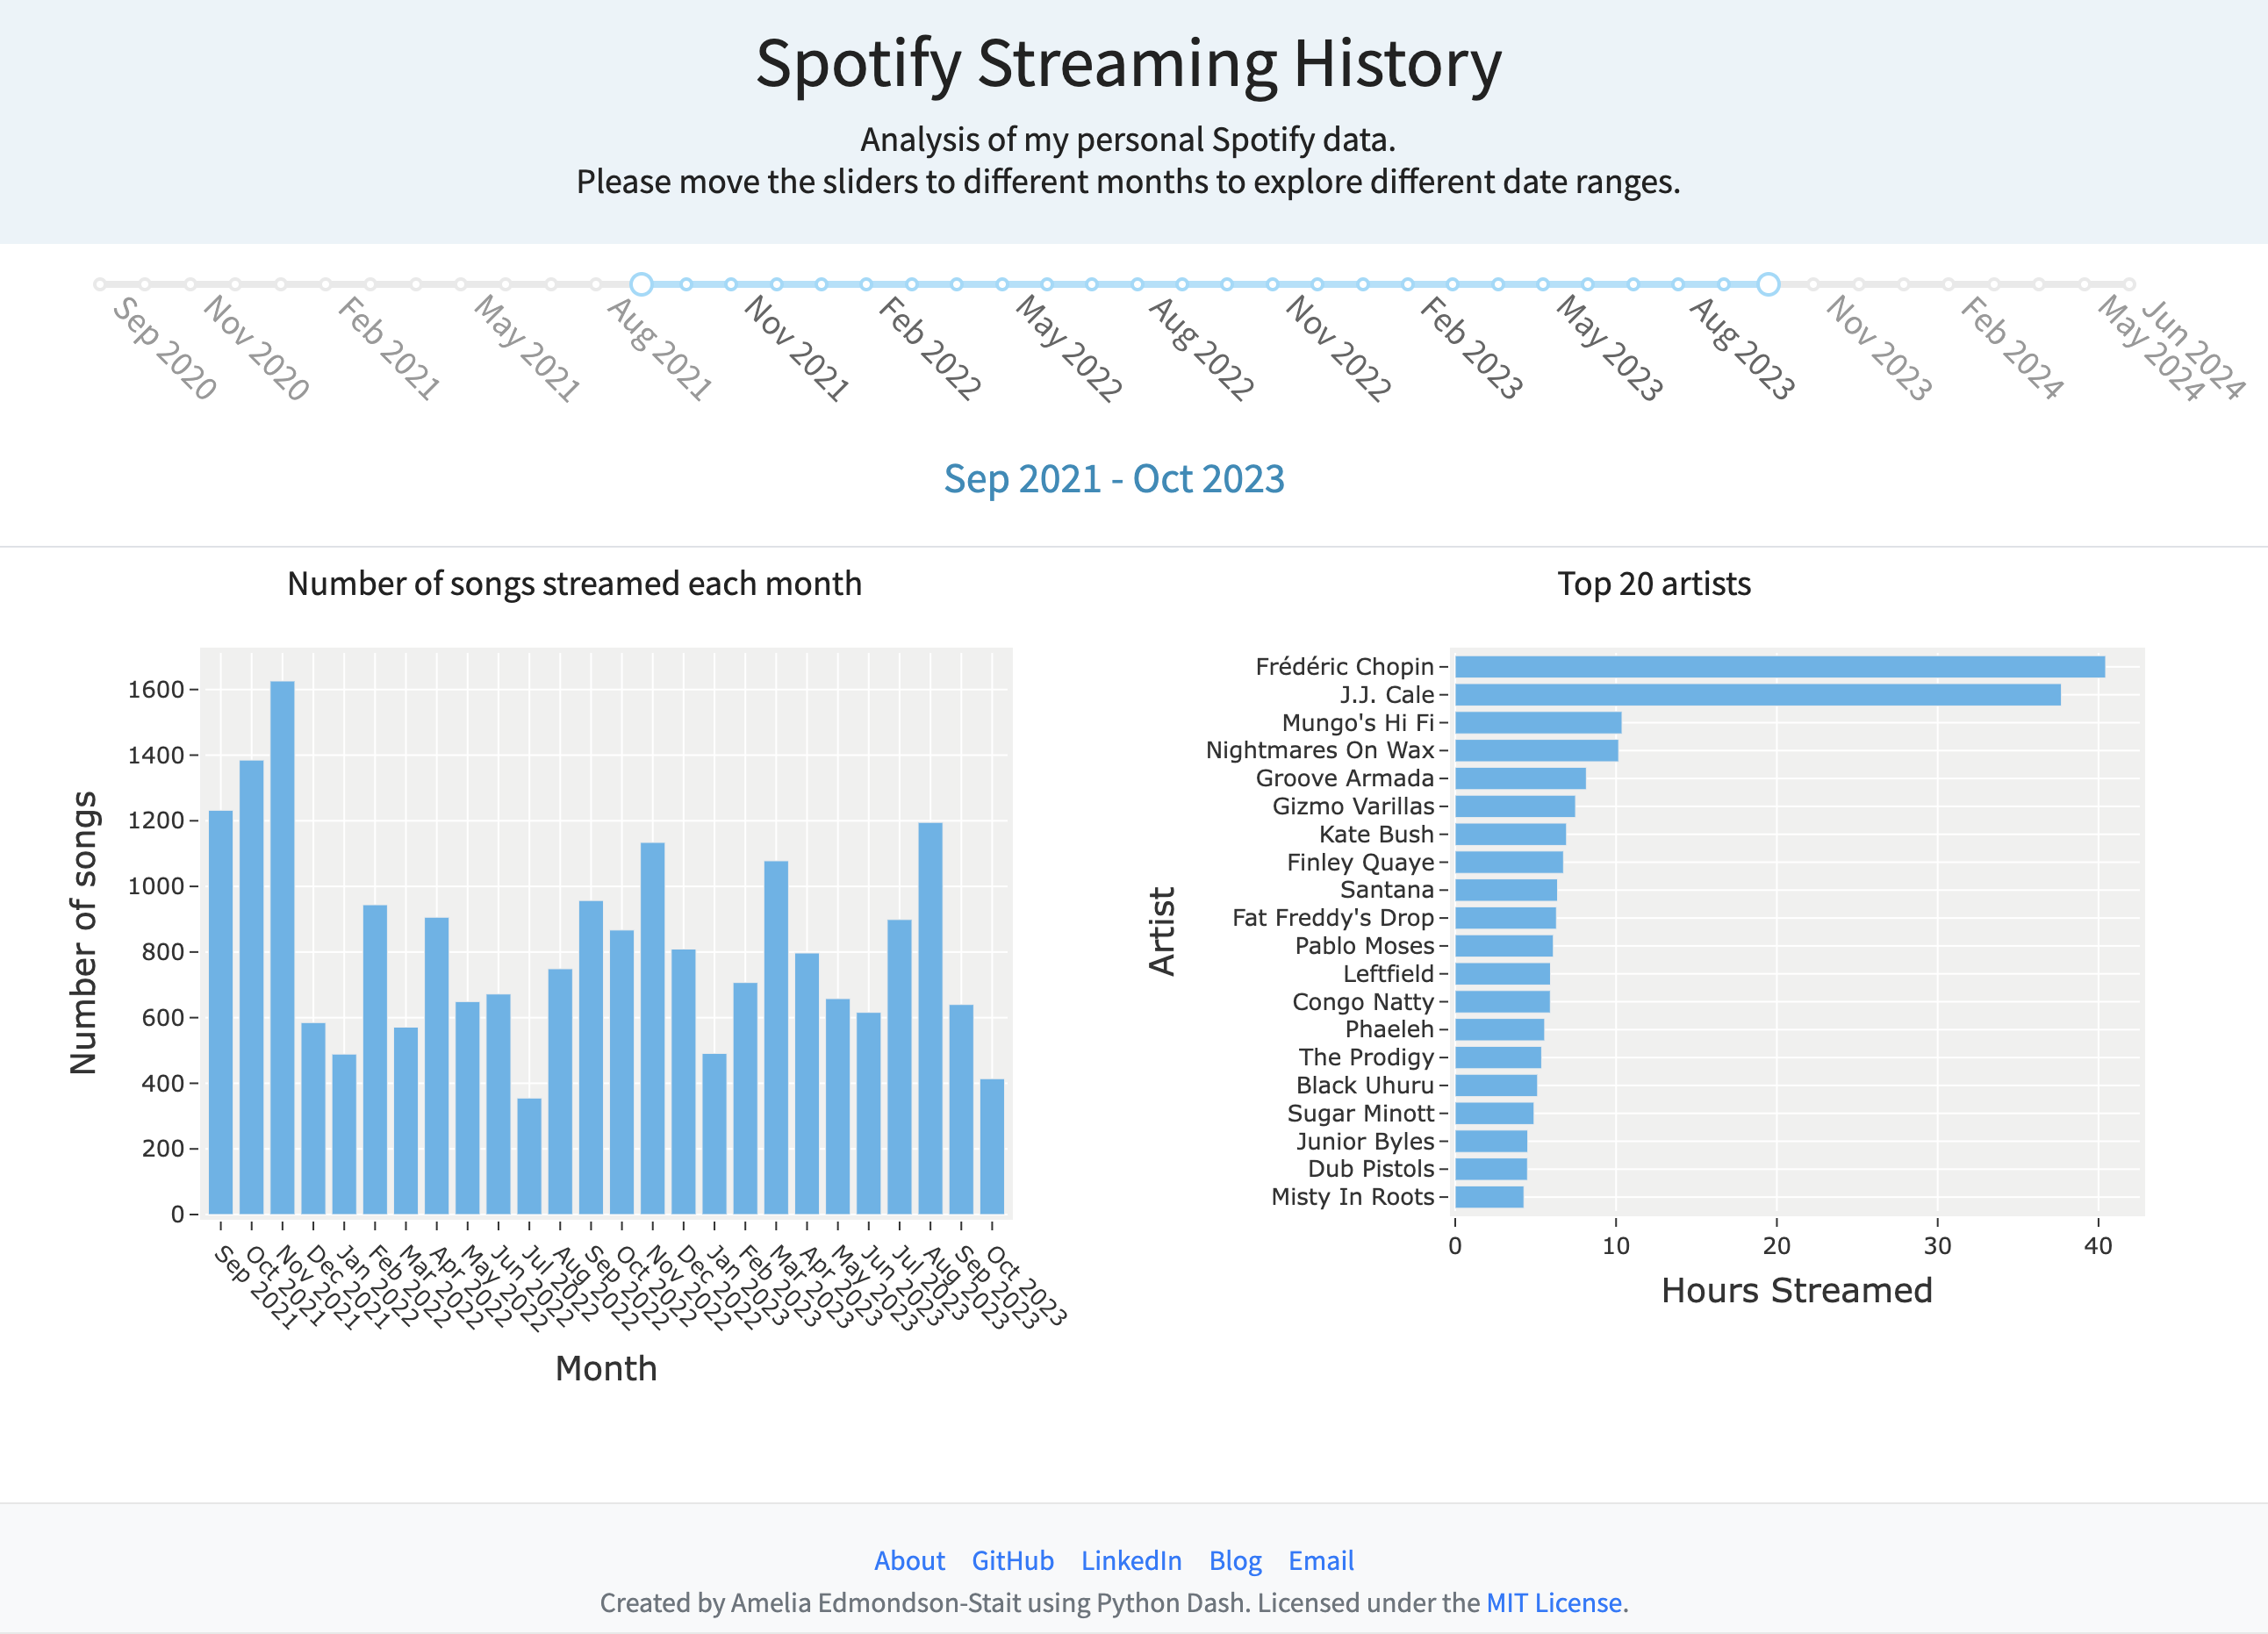 Spotify Streaming History
Analysis of my personal Spotify data.
Please move the sliders to different months to explore different date ranges.
Sep 2020
Nov 2020
Feb 2021
May 2021
Aug 2021
Nov 2021
Feb 2022
May 2022
Aug 2022
Nov 2022
Feb 2023
May 2023
Aug 2023
Nov 2023
Feb 2024
May 2024
Jun 2024
Sep 2021 - Oct 2023
Number of songs streamed each month
Number of songs
1600
1400
1200
1000
800
600
400
200
0
Sep 2021
Oct 2021
Nov 2021
Dec 2021
Jan 2022
Feb 2022
Mar 2022
Apr 2022
May 2022
Jun 2022
Jul 2022
Aug 2022
Sep 2022
Oct 2022
Nov 2022
Dec 2022
Jan 2023
Feb 2023
Mar 2023
Apr 2023
May 2023
Jun 2023
Jul 2023
Aug 2023
Sep 2023
Oct 2023
Month
Top 20 artists
Artist
Frédéric Chopin
J.J. Cale
Mungo's Hi Fi
Nightmares On Wax
Groove Armada
Gizmo Varillas
Kate Bush
Finley Quaye
Santana
Fat Freddy's Drop
Pablo Moses
Leftfield
Congo Natty
Phaeleh
The Prodigy
Black Uhuru
Sugar Minott
Junior Byles
Dub Pistols
Misty In Roots
0 10 20 30 40
Hours Streamed
About GitHub LinkedIn Blog Email
Created by Amelia Edmondson-Stait using Python Dash. Licensed under the MIT License.